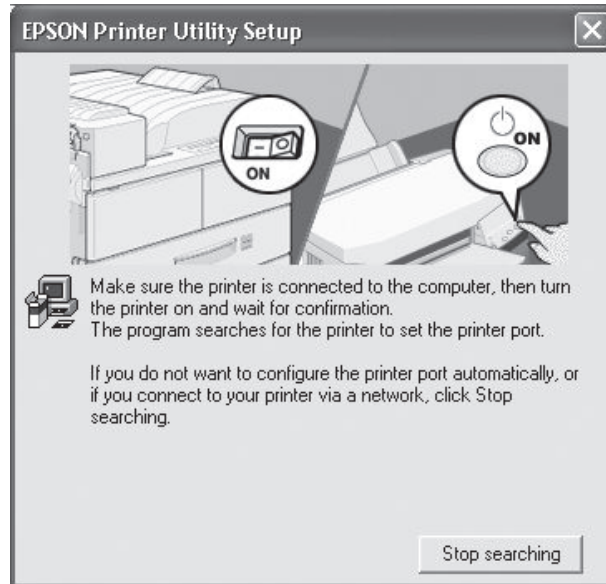 EPSON Printer Utility Setup
ON
ON
Make sure the printer is connected to the computer, then turn
the printer on and wait for confirmation.
The program searches for the printer to set the printer port.
If you do not want to configure the printer port automatically, or
if you connect to your printer via a network, click Stop
searching.
Stop searching